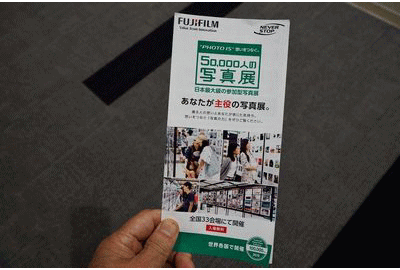 FUJIFILM
Value from Innovation
NEVER STOP
"PHOTO IS"想いをつなぐ。
50,000人の
写真展
日本最大級の参加型写真展
あなたが主役の写真展。
全国33会場にて開催
入場無料
世界各国で開催